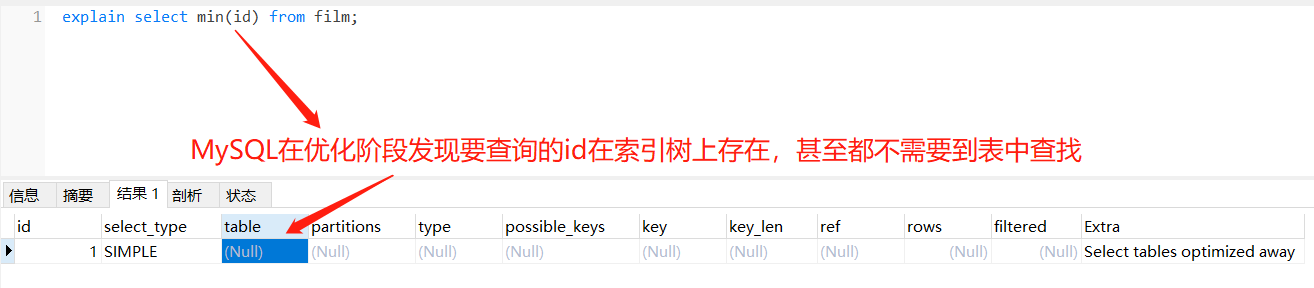 1 explain select min(id) from film;
MySQL在优化阶段发现要查询的id在索引树上存在，甚至都不需要到表中查找
信息 摘要 结果 1 剖析 状态
id select_type table partitions type possible_keys key key_len ref rows filtered Extra
1 SIMPLE (Null) (Null) (Null) (Null) (Null) (Null) (Null) (Null) (Null) Select tables optimized away